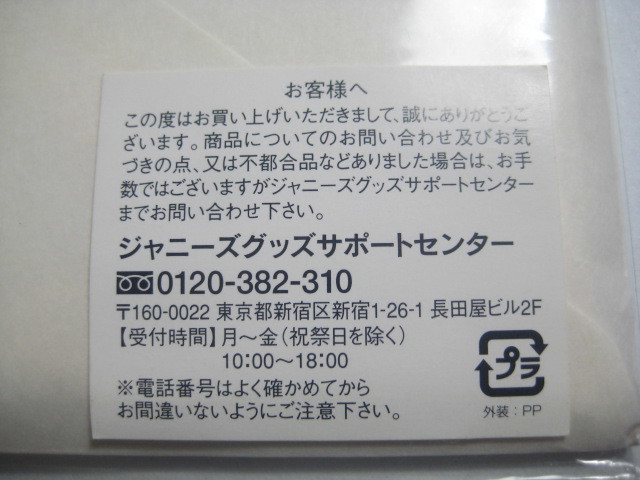 お客様へ
この度はお買い上げいただきまして、誠にありがとうご
ざいます。商品についてのお問い合わせ及びお気
づきの点、又は不都合品などありました場合は、お手
数ではございますがジャニーズグッズサポートセンター
までお問い合わせ下さい。
ジャニーズグッズサポートセンター
0120-382-310
〒160-0022 東京都新宿区新宿1-26-1 長田屋ビル2F
【受付時間】月～金（祝祭日を除く）
10:00～18:00
※電話番号はよく確かめてから
お間違いないようにご注意下さい。
プラ
外装：PP